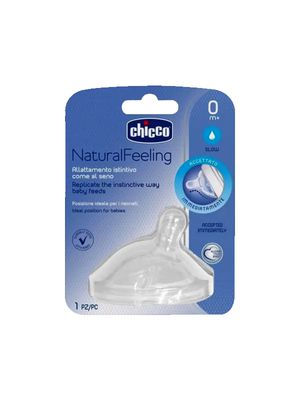 chicco
0
m+
SLOW
NaturalFeeling
Allattamento istintivo
come al seno
Replicate the instinctive way
baby feeds
Posizione ideale per i neonati
Ideal position for babies
ACCETTATO
IMMEDIATAMENTE
ACCEPTED
IMMEDIATELY
1 PZ/PC